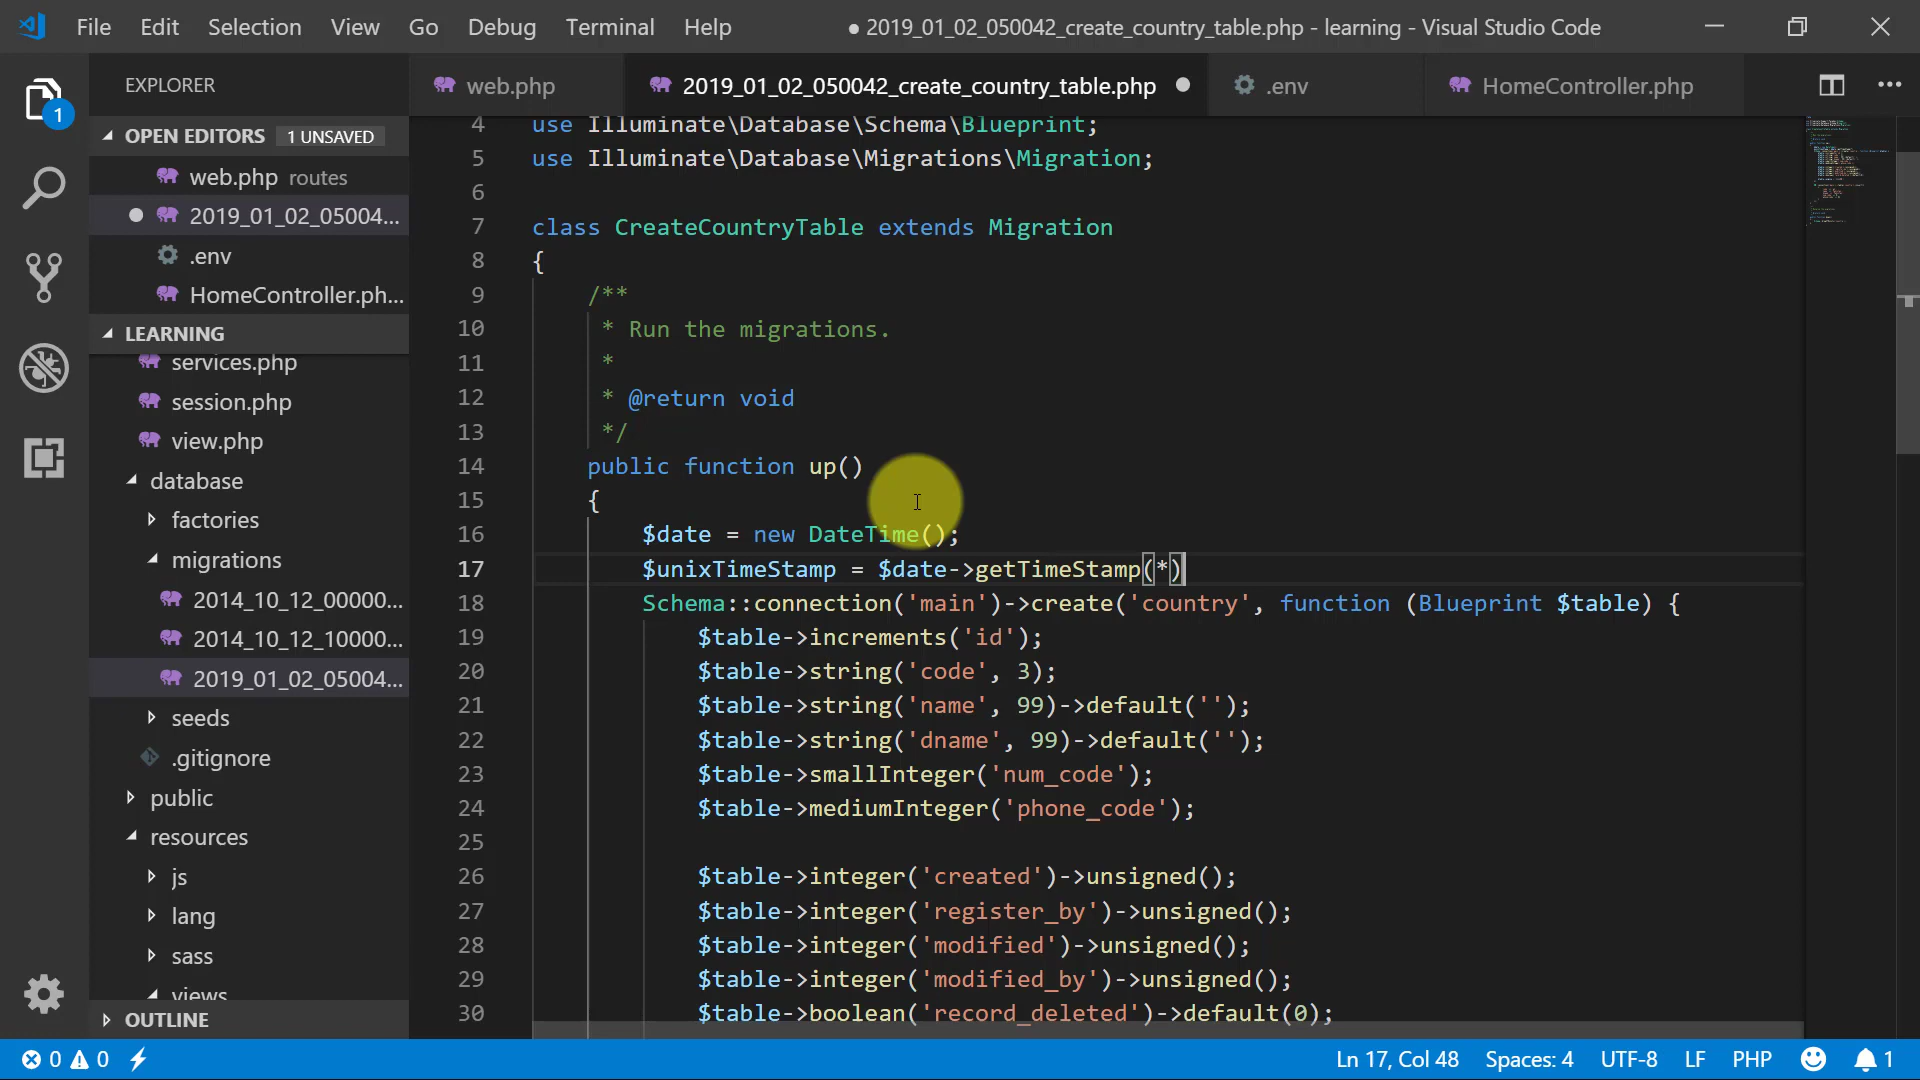 File Edit Selection View Go Debug Terminal Help ● 2019_01_02_050042_create_country_table.php - learning - Visual Studio Code
EXPLORER
web.php 2019_01_02_050042_create_country_table.php .env HomeController.php
1
OPEN EDITORS 1 UNSAVED
web.php routes
2019_01_02_05004...
.env
HomeController.ph...
LEARNING
services.php
session.php
view.php
database
factories
migrations
2014_10_12_00000...
2014_10_12_10000...
2019_01_02_05004...
seeds
.gitignore
public
resources
js
lang
sass
views
OUTLINE
4 use Illuminate\Database\Schema\Blueprint;
5 use Illuminate\Database\Migrations\Migration;
6
7 class CreateCountryTable extends Migration
8 {
9 /**
10 * Run the migrations.
11 *
12 * @return void
13 */
14 public function up()
15 {
16 $date = new DateTime();
17 $unixTimeStamp = $date->getTimeStamp(*)
18 Schema::connection('main')->create('country', function (Blueprint $table) {
19 $table->increments('id');
20 $table->string('code', 3);
21 $table->string('name', 99)->default('');
22 $table->string('dname', 99)->default('');
23 $table->smallInteger('num_code');
24 $table->mediumInteger('phone_code');
25
26 $table->integer('created')->unsigned();
27 $table->integer('register_by')->unsigned();
28 $table->integer('modified')->unsigned();
29 $table->integer('modified_by')->unsigned();
30 $table->boolean('record_deleted')->default(0);
0 0 Ln 17, Col 48 Spaces: 4 UTF-8 LF PHP 1